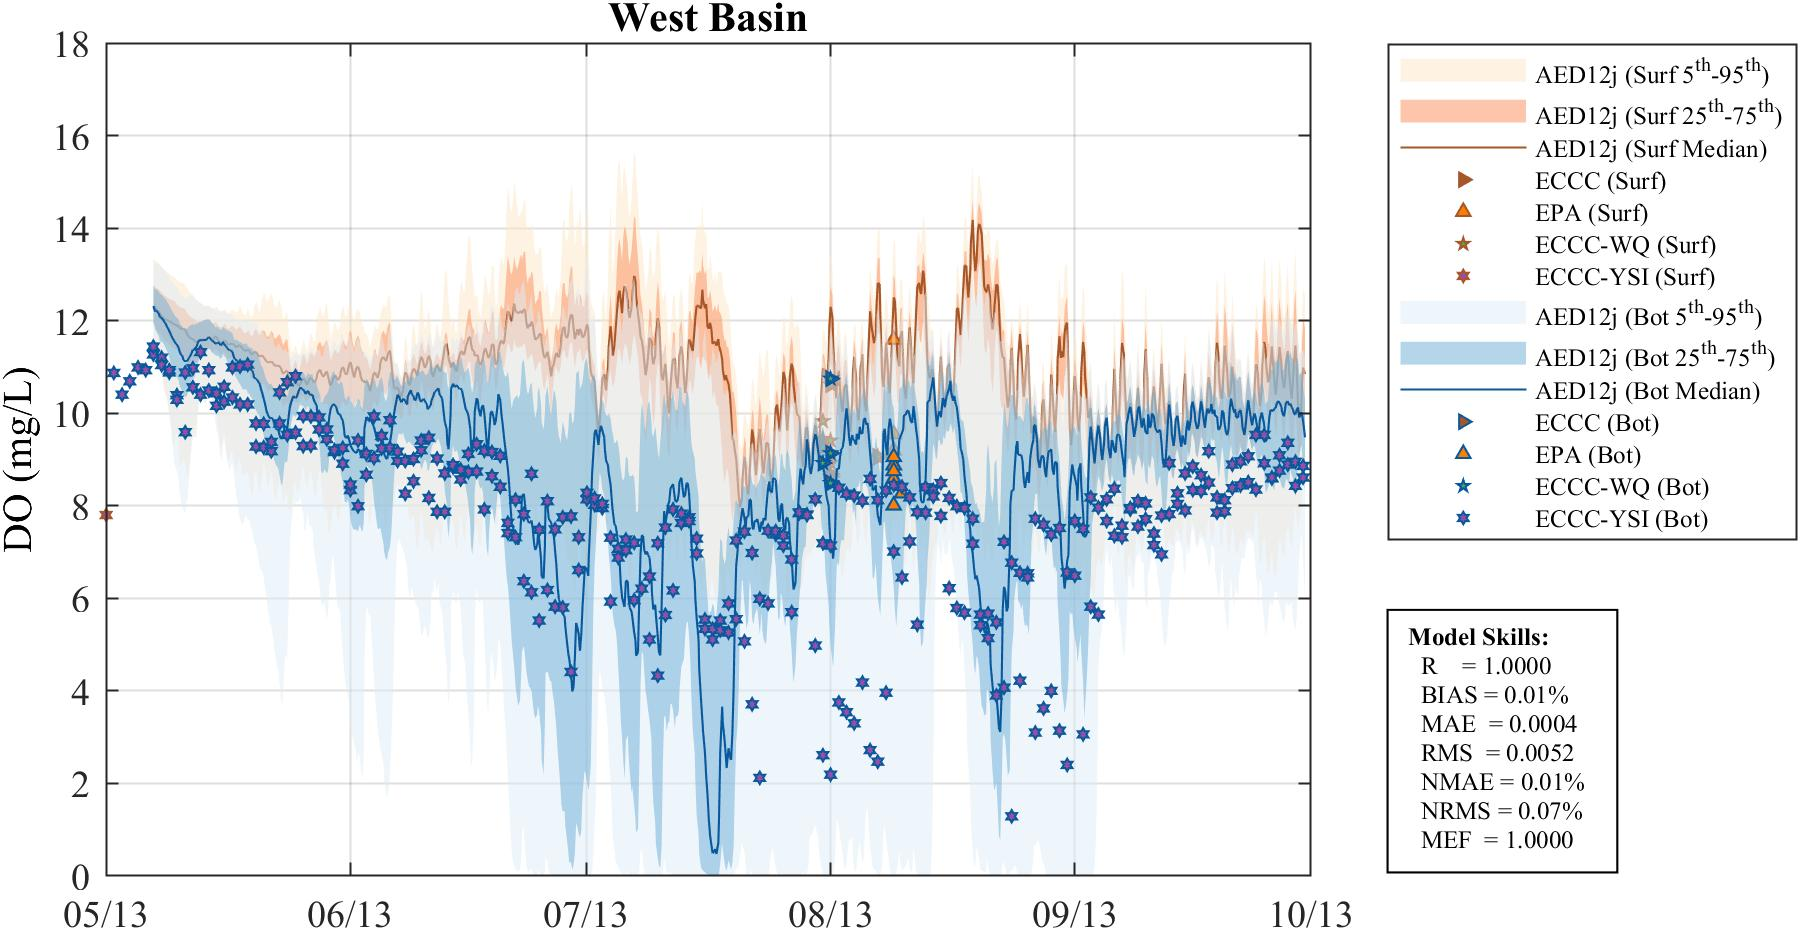 West Basin
DO (mg/L)
18
16
14
12
10
8
6
4
2
0
05/13
06/13
07/13
08/13
09/13
10/13
AED12j (Surf 5th-95th)
AED12j (Surf 25th-75th)
AED12j (Surf Median)
ECCC (Surf)
EPA (Surf)
ECCC-WQ (Surf)
ECCC-YSI (Surf)
AED12j (Bot 5th-95th)
AED12j (Bot 25th-75th)
AED12j (Bot Median)
ECCC (Bot)
EPA (Bot)
ECCC-WQ (Bot)
ECCC-YSI (Bot)
Model Skills:
R = 1.0000
BIAS = 0.01%
MAE = 0.0004
RMS = 0.0052
NMAE = 0.01%
NRMS = 0.07%
MEF = 1.0000